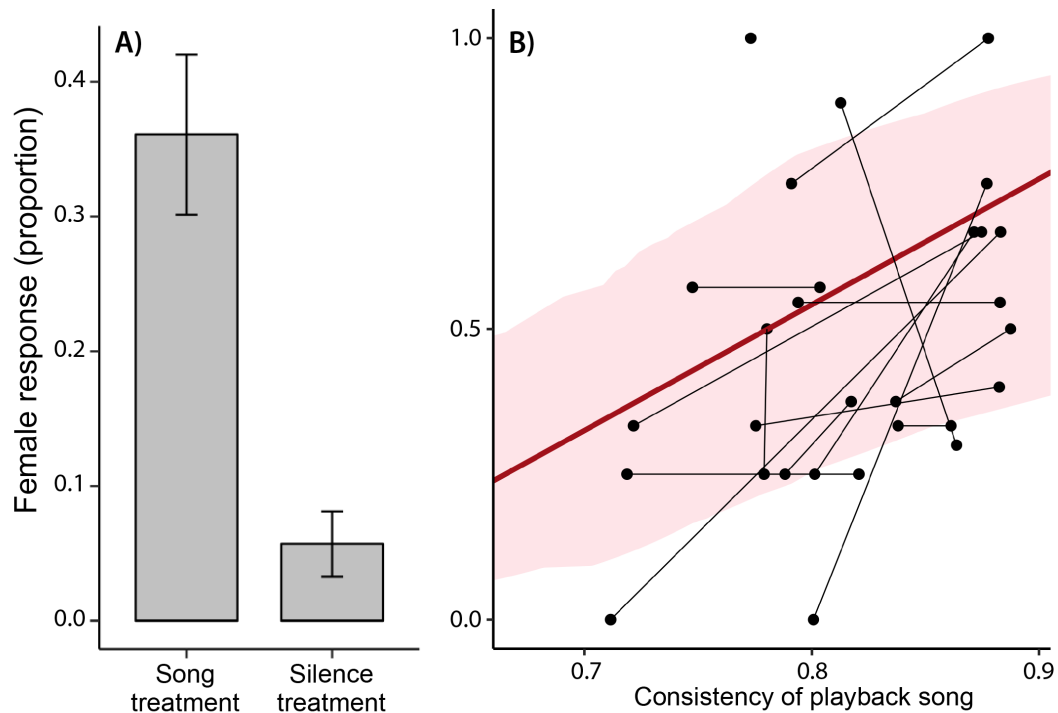 A)
Female response (proportion)
0.4
0.3
0.2
0.1
0.0
Song
treatment
Silence
treatment
B)
1.0
0.5
0.0
0.7
0.8
0.9
Consistency of playback song